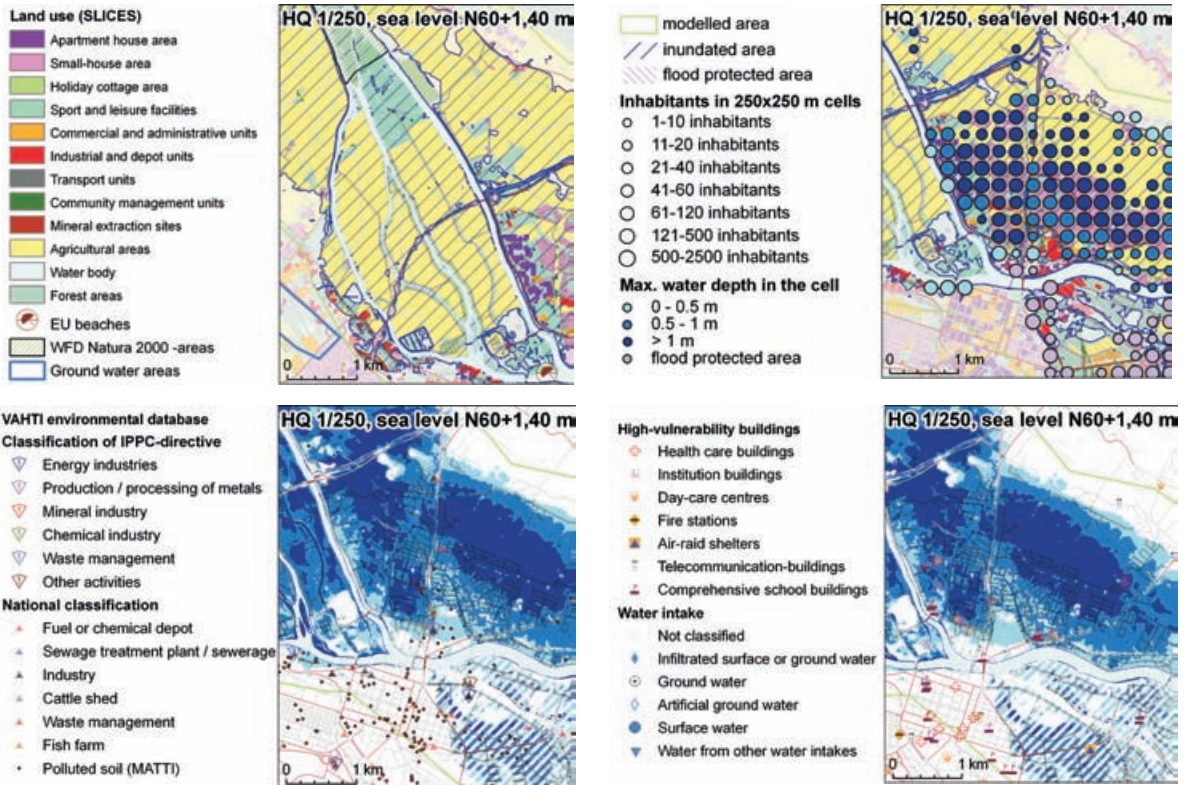 Land use (SLICES)
Apartment house area
Small-house area
Holiday cottage area
Sport and leisure facilities
Commercial and administrative units
Industrial and depot units
Transport units
Community management units
Mineral extraction sites
Agricultural areas
Water body
Forest areas
EU beaches
WFD Natura 2000 -areas
Ground water areas
HQ 1/250, sea level N60+1,40 m
0 1 km
modelled area
inundated area
flood protected area
Inhabitants in 250x250 m cells
1-10 inhabitants
11-20 inhabitants
21-40 inhabitants
41-60 inhabitants
61-120 inhabitants
121-500 inhabitants
500-2500 inhabitants
Max. water depth in the cell
0 - 0.5 m
0.5 - 1 m
> 1 m
flood protected area
HQ 1/250, sea level N60+1,40 m
0 1 km
VAHTI environmental database
Classification of IPPC-directive
Energy industries
Production / processing of metals
Mineral industry
Chemical industry
Waste management
Other activities
National classification
Fuel or chemical depot
Sewage treatment plant / sewerage
Industry
Cattle shed
Waste management
Fish farm
Polluted soil (MATTI)
HQ 1/250, sea level N60+1,40 m
0 1 km
High-vulnerability buildings
Health care buildings
Institution buildings
Day-care centres
Fire stations
Air-raid shelters
Telecommunication-buildings
Comprehensive school buildings
Water intake
Not classified
Infiltrated surface or ground water
Ground water
Artificial ground water
Surface water
Water from other water intakes
HQ 1/250, sea level N60+1,40 m
0 1 km